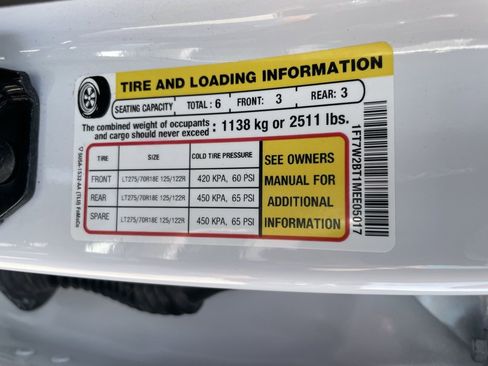 TIRE AND LOADING INFORMATION
SEATING CAPACITY TOTAL : 6 FRONT: 3 REAR: 3
The combined weight of occupants
and cargo should never exceed : 1138 kg or 2511 lbs.
TIRE SIZE COLD TIRE PRESSURE
FRONT LT275/70R18E 125/122R 420 KPA, 60 PSI
REAR LT275/70R18E 125/122R 450 KPA, 65 PSI
SPARE LT275/70R18E 125/122R 450 KPA, 65 PSI
SEE OWNERS
MANUAL FOR
ADDITIONAL
INFORMATION
1FT7W2BT1MEE05017